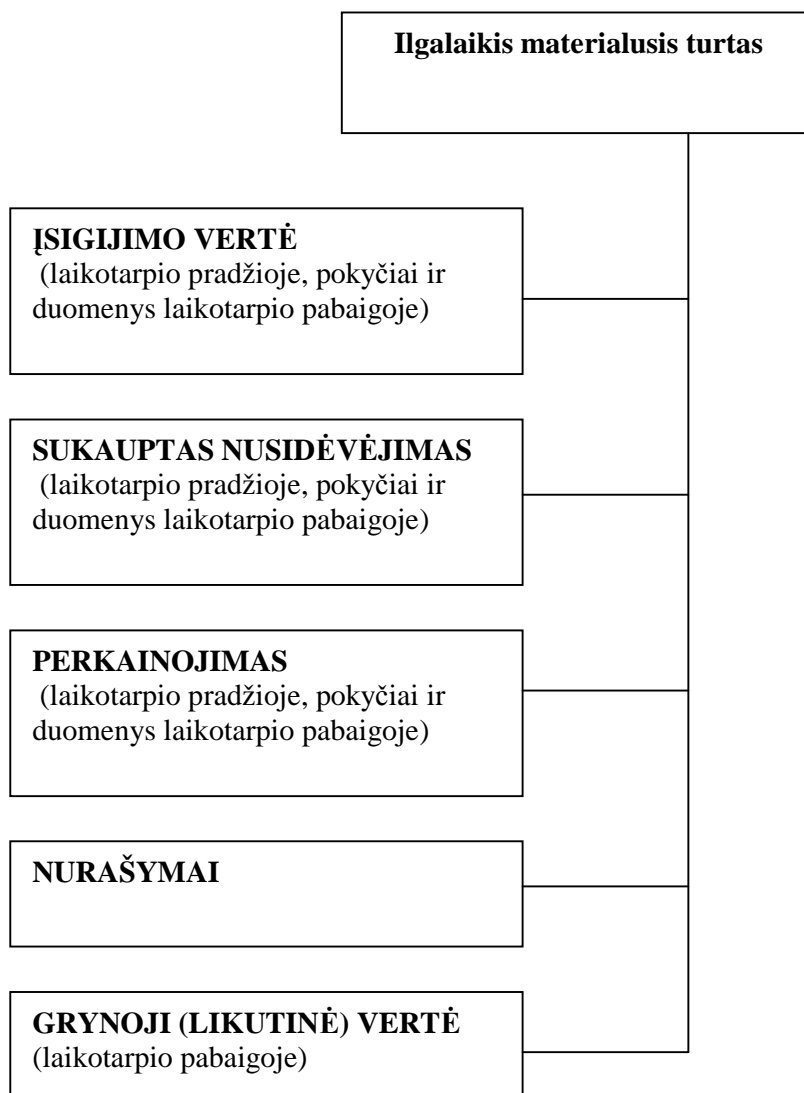 Ilgalaikis materialusis turtas
ĮSIGIJIMO VERTĖ
(laikotarpio pradžioje, pokyčiai ir
duomenys laikotarpio pabaigoje)
SUKAUPTAS NUSIDĖVĖJIMAS
(laikotarpio pradžioje, pokyčiai ir
duomenys laikotarpio pabaigoje)
PERKAINOJIMAS
(laikotarpio pradžioje, pokyčiai ir
duomenys laikotarpio pabaigoje)
NURAŠYMAI
GRYNOJI (LIKUTINĖ) VERTĖ
(laikotarpio pabaigoje)